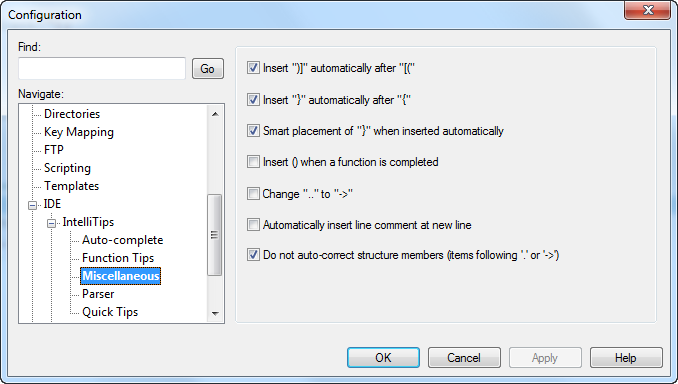 Configuration
Find:
Go
Navigate:
Directories
Key Mapping
FTP
Scripting
Templates
IDE
IntelliTips
Auto-complete
Function Tips
Miscellaneous
Parser
Quick Tips
Insert ")]" automatically after "[("
Insert "}" automatically after "{"
Smart placement of "}" when inserted automatically
Insert () when a function is completed
Change ".." to "->"
Automatically insert line comment at new line
Do not auto-correct structure members (items following '.' or '->')
OK
Cancel
Apply
Help